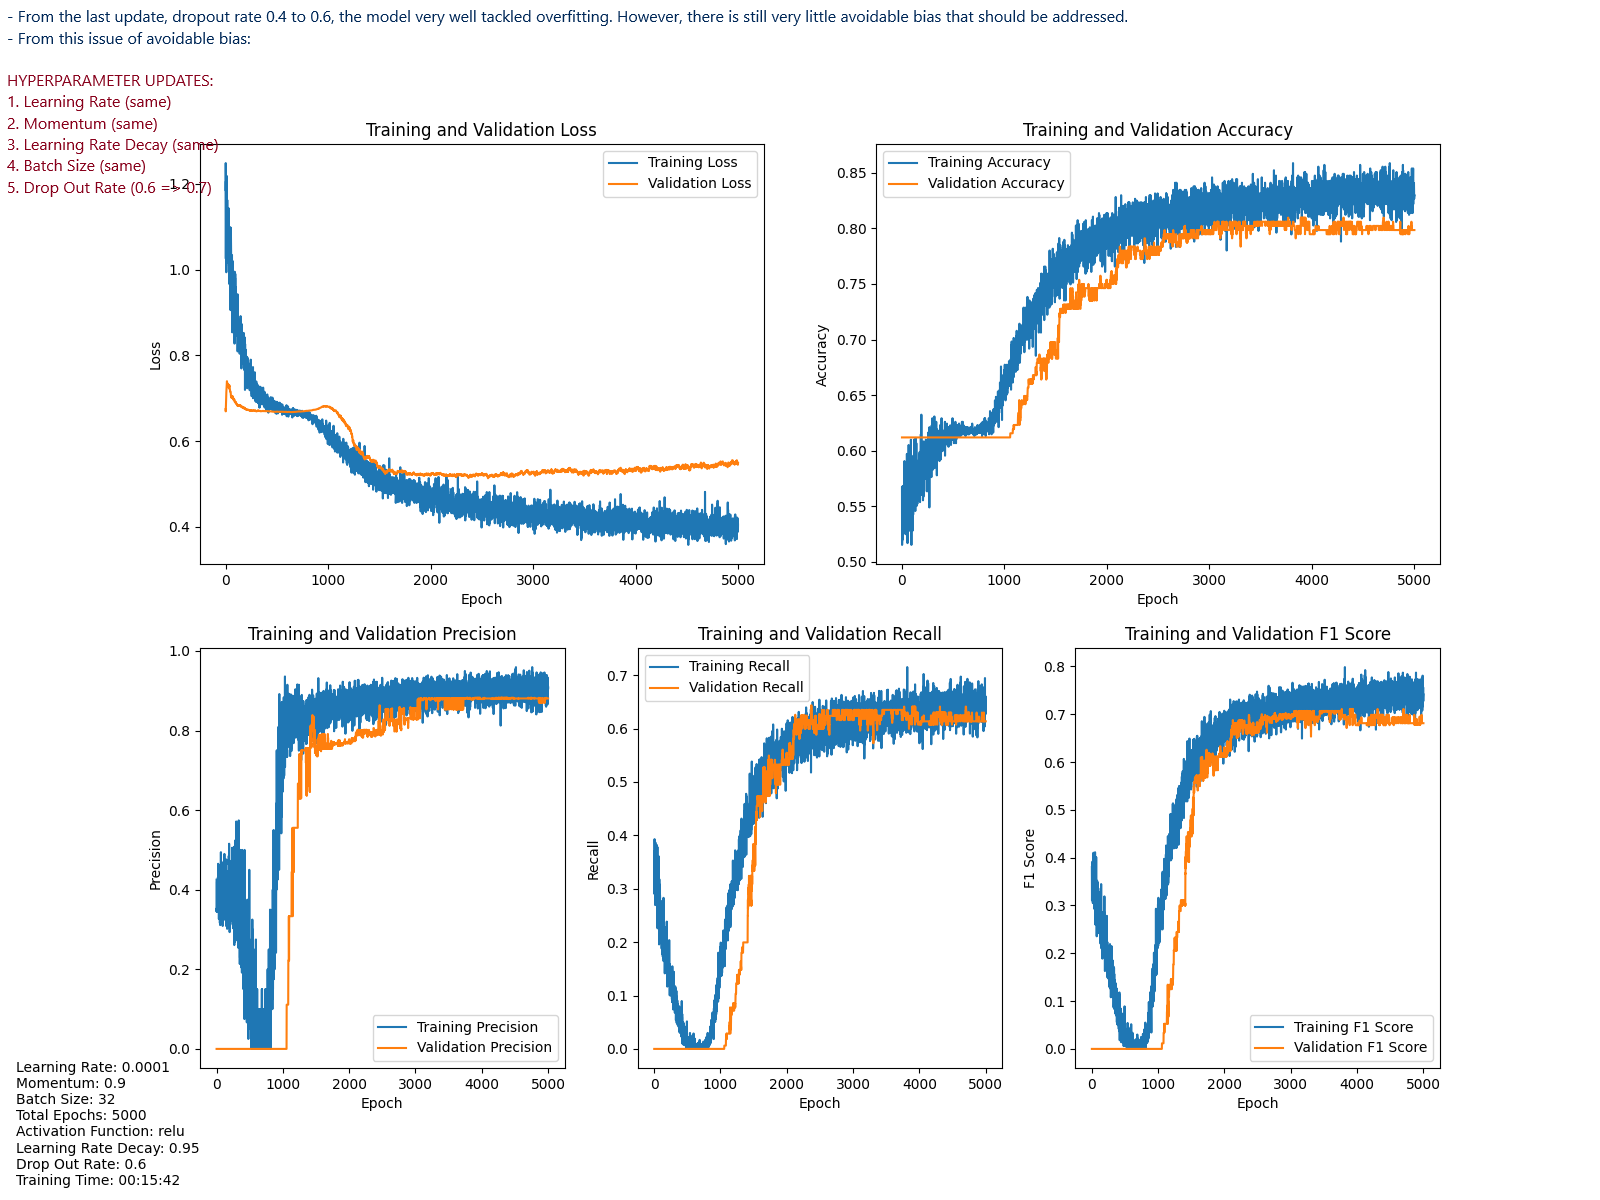 - From the last update, dropout rate 0.4 to 0.6, the model very well tackled overfitting. However, there is still very little avoidable bias that should be addressed.
- From this issue of avoidable bias:
HYPERPARAMETER UPDATES:
1. Learning Rate (same)
2. Momentum (same)
3. Learning Rate Decay (same)
4. Batch Size (same)
5. Drop Out Rate (0.6 => 0.7)
Training and Validation Loss
Training Loss
Validation Loss
1.2
1.0
0.8
0.6
0.4
Loss
0 1000 2000 3000 4000 5000
Epoch
Training and Validation Accuracy
Training Accuracy
Validation Accuracy
0.85
0.80
0.75
0.70
0.65
0.60
0.55
0.50
Accuracy
0 1000 2000 3000 4000 5000
Epoch
Training and Validation Precision
1.0
0.8
0.6
0.4
0.2
0.0
Precision
Training Precision
Validation Precision
0 1000 2000 3000 4000 5000
Epoch
Training and Validation Recall
Training Recall
Validation Recall
0.7
0.6
0.5
0.4
0.3
0.2
0.1
0.0
Recall
0 1000 2000 3000 4000 5000
Epoch
Training and Validation F1 Score
0.8
0.7
0.6
0.5
0.4
0.3
0.2
0.1
0.0
F1 Score
Training F1 Score
Validation F1 Score
0 1000 2000 3000 4000 5000
Epoch
Learning Rate: 0.0001
Momentum: 0.9
Batch Size: 32
Total Epochs: 5000
Activation Function: relu
Learning Rate Decay: 0.95
Drop Out Rate: 0.6
Training Time: 00:15:42